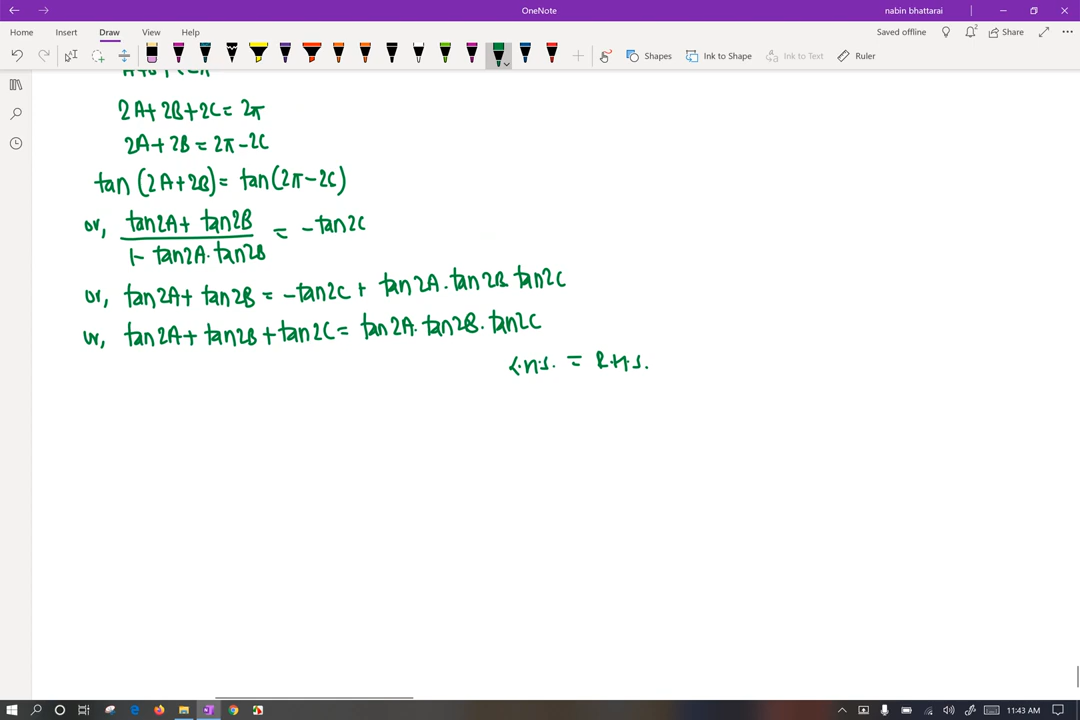 OneNote
nabin bhattarai
Home Insert Draw View Help
Saved offline
Share
Shapes
Ink to Shape
Ink to Text
Ruler
2A+2B+2C=2π
2A+2B=2π-2C
tan(2A+2B)=tan(2π-2C)
or, tan2A+tan2B = -tan2C
1-tan2A.tan2B
or, tan2A+tan2B=-tan2C+tan2A.tan2B.tan2C
or, tan2A+tan2B+tan2C=tan2A.tan2B.tan2C
L.H.S. = R.H.S.
11:43 AM